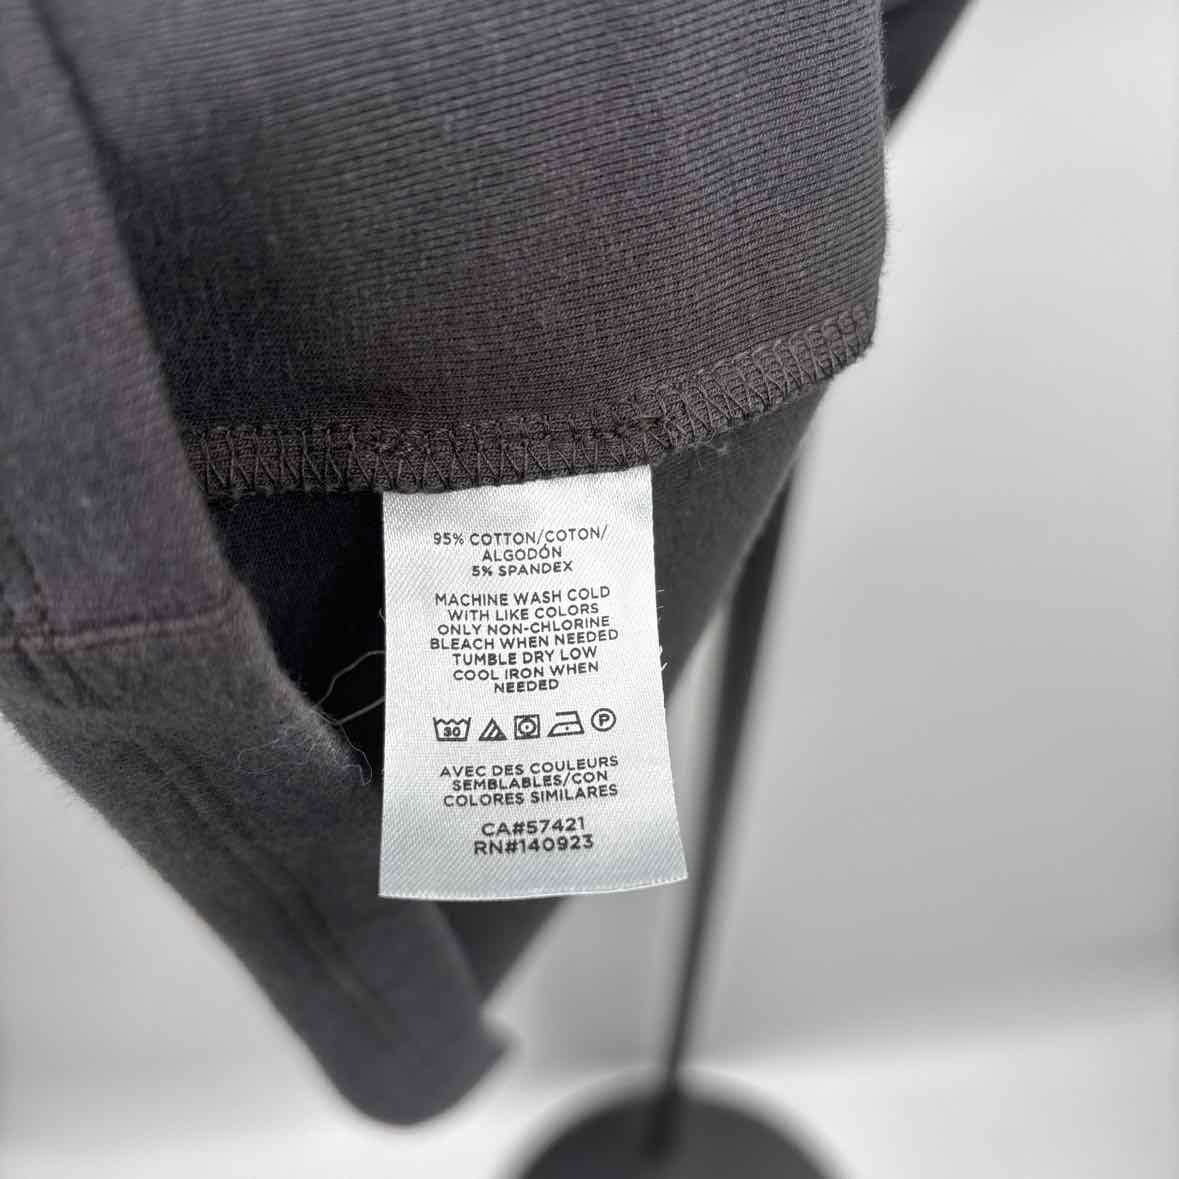 95% COTTON/COTON/
ALGODÓN
5% SPANDEX
MACHINE WASH COLD
WITH LIKE COLORS
ONLY NON-CHLORINE
BLEACH WHEN NEEDED
TUMBLE DRY LOW
COOL IRON WHEN
NEEDED
30 P
AVEC DES COULEURS
SEMBLABLES/CON
COLORES SIMILARES
CA#57421
RN#140923